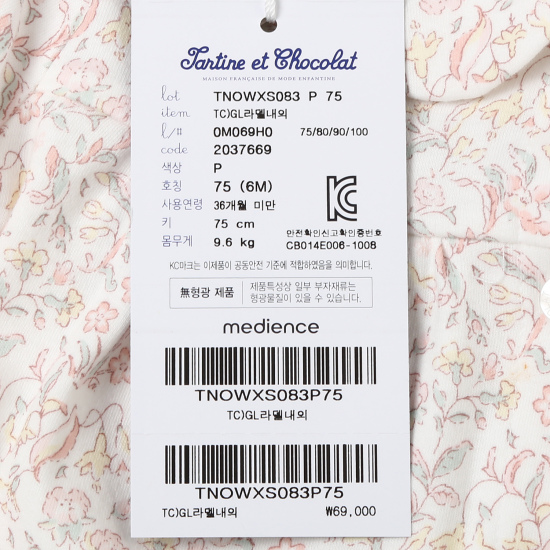 Tartine et Chocolat
MAISON FRANÇAISE DE MODE ENFANTINE
lot TNOWXS083 P 75
item TC)GL라델내의
l/# 0M069H0 75/80/90/100
code 2037669
색상 P
호칭 75 (6M)
사용연령 36개월 미만
키 75 cm
몸무게 9.6 kg
안전확인신고확인증번호
CB014E006-1008
KC마크는 이제품이 공통안전 기준에 적합하였음을 의미합니다.
無형광 제품
제품특성상 일부 부자재류는
형광물질이 있을 수 있습니다.
medience
TNOWXS083P75
TC)GL라델내의
TNOWXS083P75
TC)GL라델내의 ₩69,000